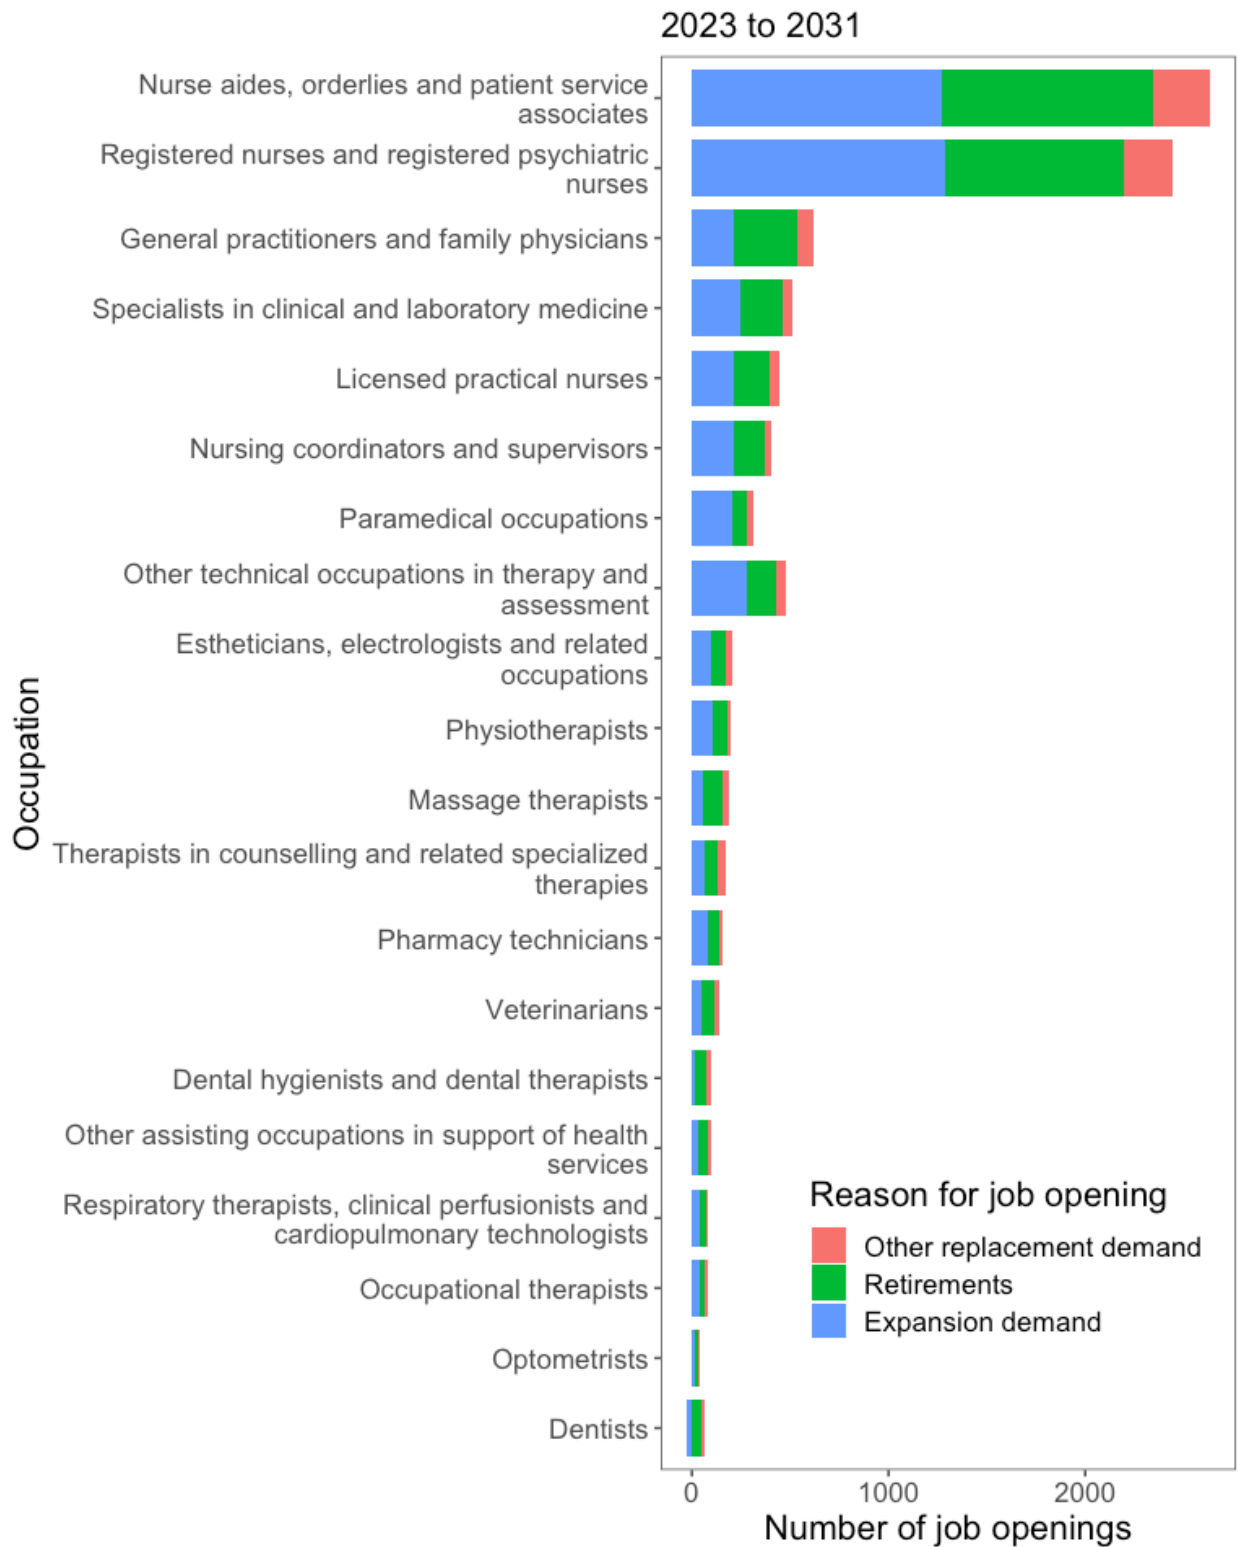 2023 to 2031
Nurse aides, orderlies and patient service
associates
Registered nurses and registered psychiatric
nurses
General practitioners and family physicians
Specialists in clinical and laboratory medicine
Licensed practical nurses
Nursing coordinators and supervisors
Paramedical occupations
Other technical occupations in therapy and
assessment
Estheticians, electrologists and related
occupations
Physiotherapists
Massage therapists
Therapists in counselling and related specialized
therapies
Pharmacy technicians
Veterinarians
Dental hygienists and dental therapists
Other assisting occupations in support of health
services
Respiratory therapists, clinical perfusionists and
cardiopulmonary technologists
Occupational therapists
Optometrists
Dentists
Occupation
Reason for job opening
Other replacement demand
Retirements
Expansion demand
0 1000 2000
Number of job openings